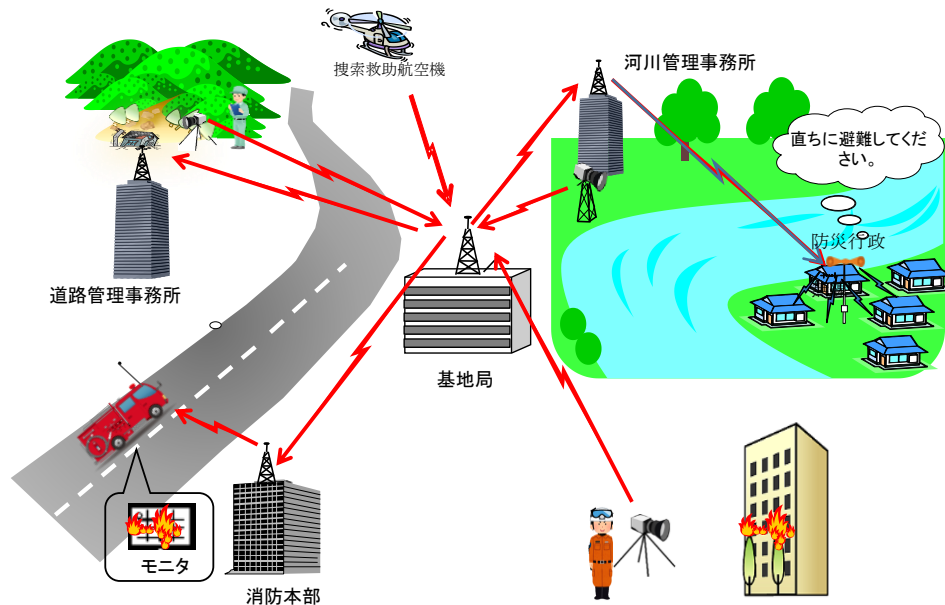 捜索救助航空機
河川管理事務所
直ちに避難してくだ
さい。
防災行政
道路管理事務所
基地局
モニタ
消防本部